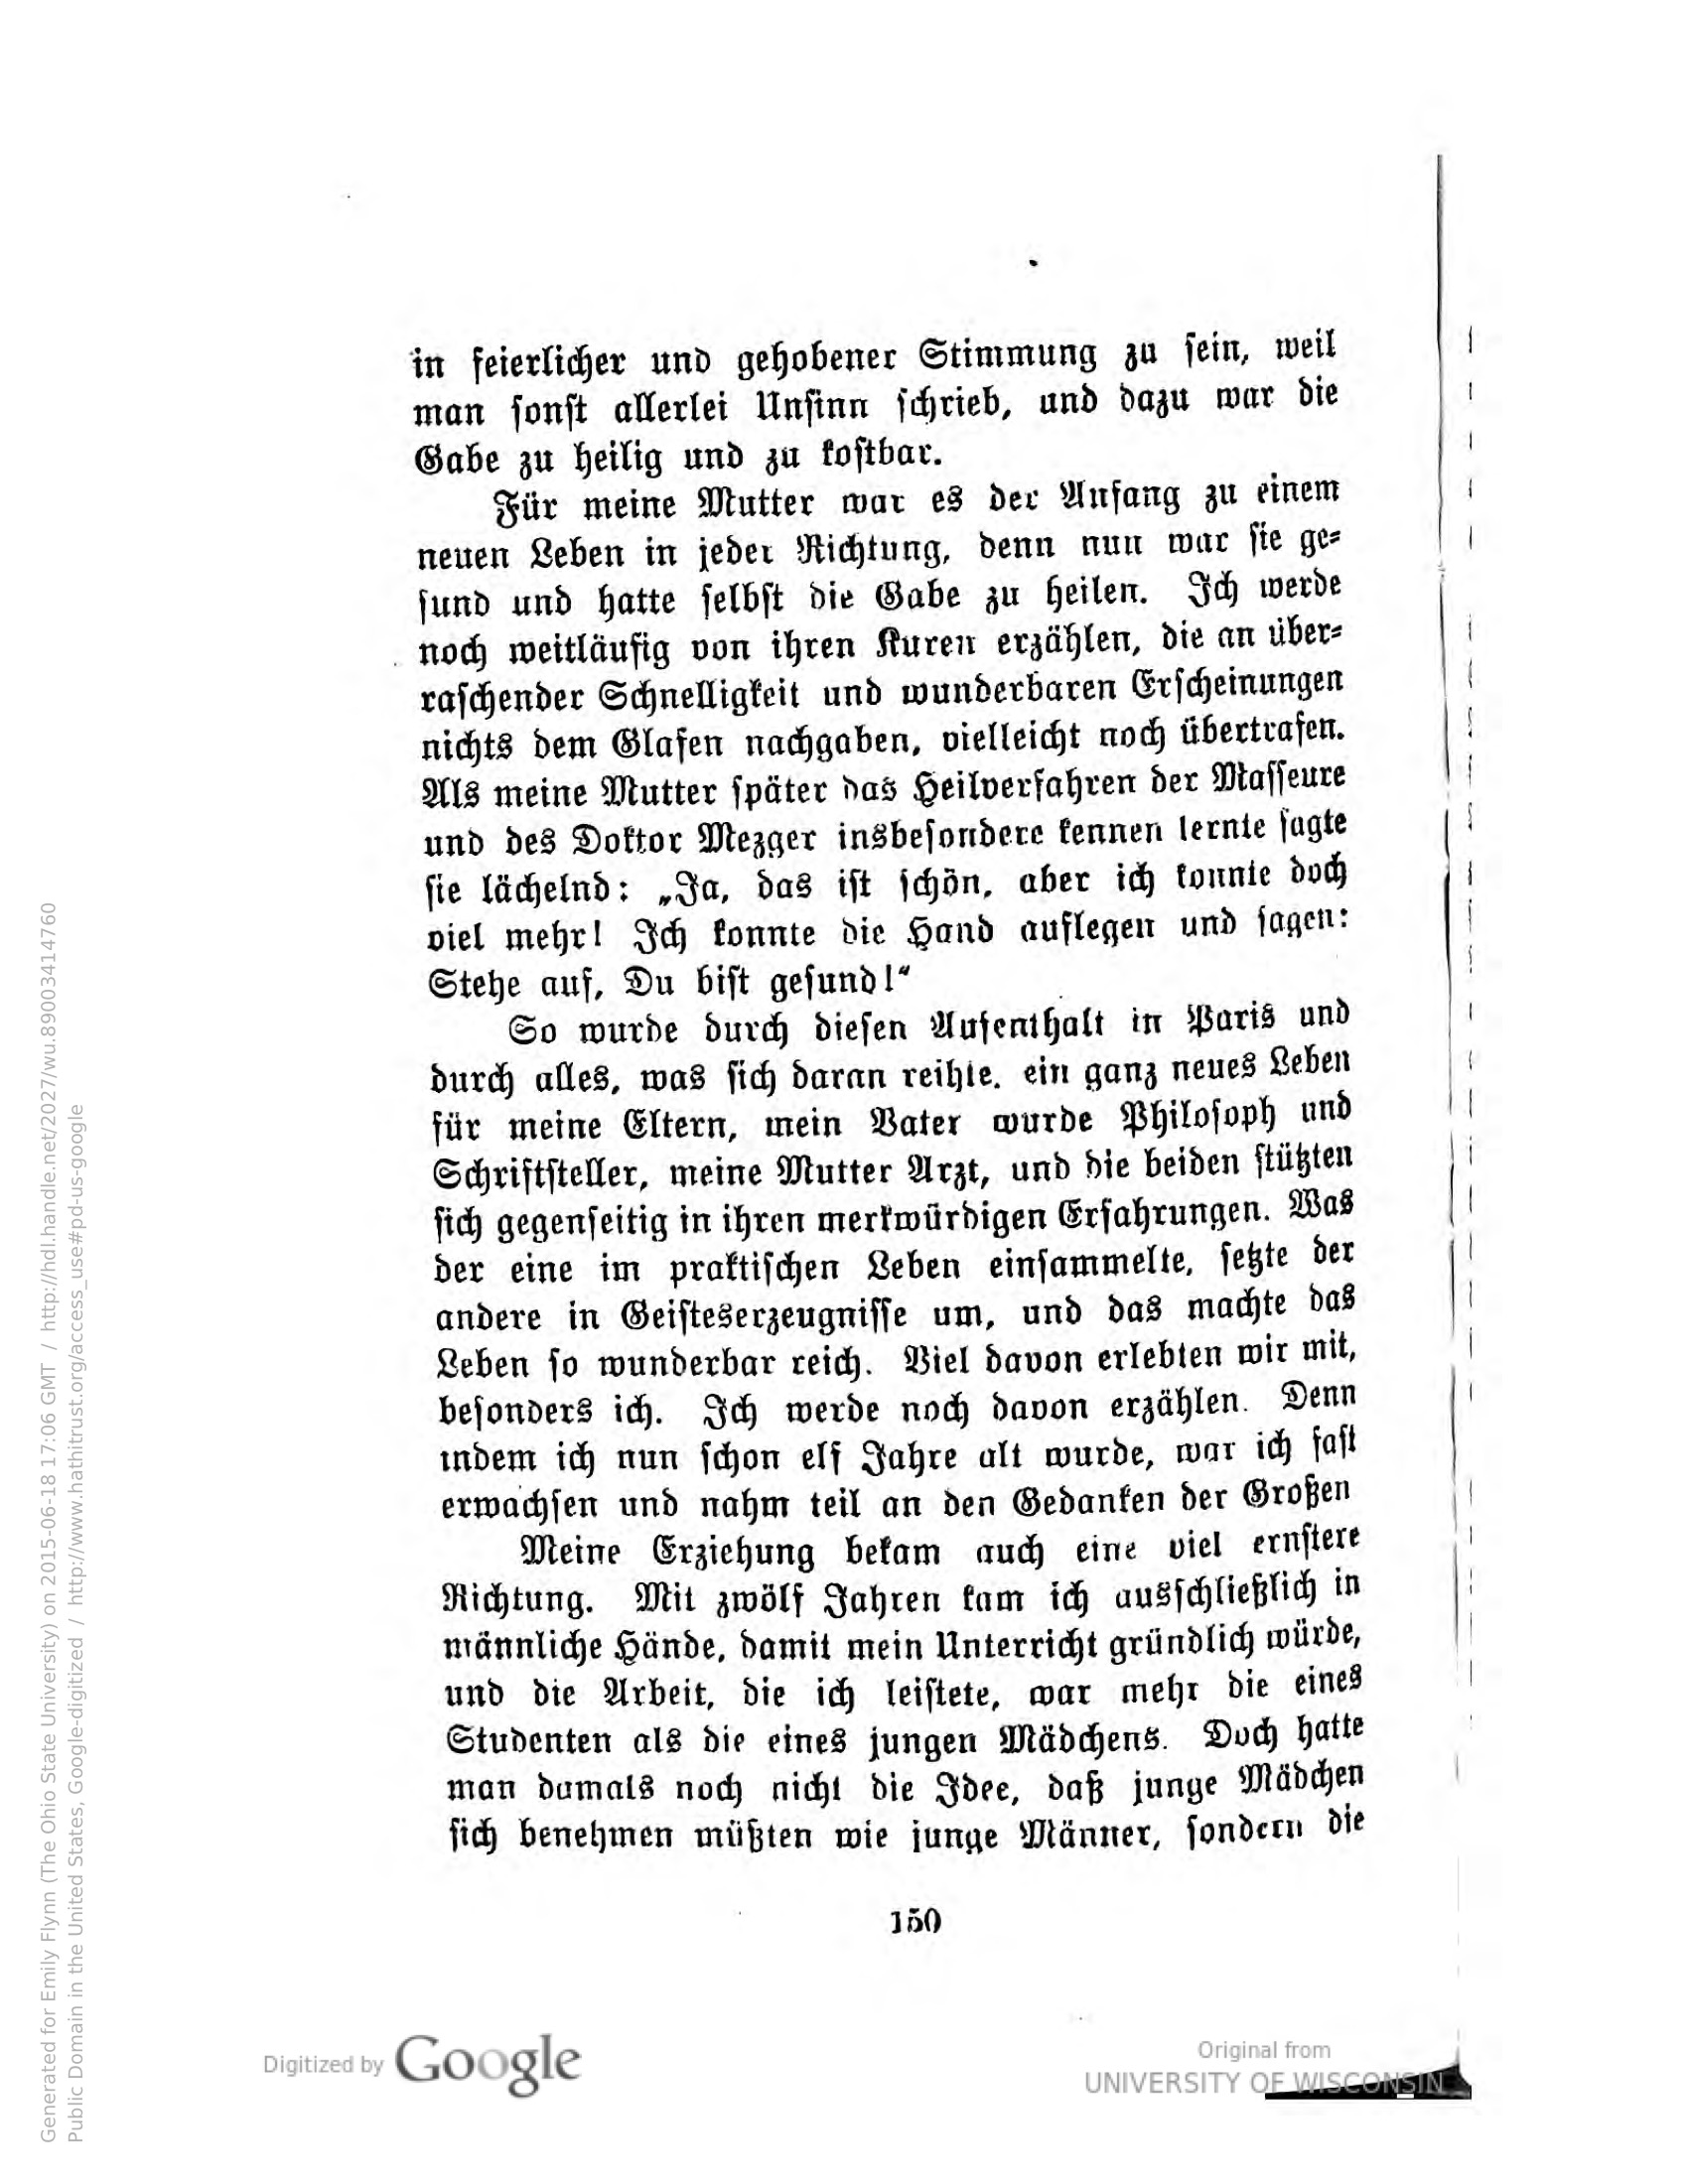 in feierlicher und gehobener Stimmung zu sein, weil
man sonst allerlei Unsinn schrieb, und dazu war die
Gabe zu heilig und zu kostbar.
Für meine Mutter war es der Anfang zu einem
neuen Leben in jeder Richtung, denn nun war sie ge-
sund und hatte selbst die Gabe zu heilen. Ich werde
noch weitläufig von ihren Kuren erzählen, die an über-
raschender Schnelligkeit und wunderbaren Erscheinungen
nichts dem Glafen nachgaben, vielleicht noch übertrafen.
Als meine Mutter später das Heilverfahren der Masseure
und des Doktor Mezger insbesondere kennen lernte sagte
sie lächelnd: „Ja, das ist schön, aber ich konnte doch
viel mehr! Ich konnte die Hand auflegen und sagen:
Stehe auf, Du bist gesund!“
So wurde durch diesen Aufenthalt in Paris und
durch alles, was sich daran reihte, ein ganz neues Leben
für meine Eltern, mein Vater wurde Philosoph und
Schriftsteller, meine Mutter Arzt, und die beiden stützten
sich gegenseitig in ihren merkwürdigen Erfahrungen. Was
der eine im praktischen Leben einsammelte, setzte der
andere in Geisteserzeugnisse um, und das machte das
Leben so wunderbar reich. Viel davon erlebten wir mit,
besonders ich. Ich werde noch davon erzählen. Denn
indem ich nun schon elf Jahre alt wurde, war ich fast
erwachsen und nahm teil an den Gedanken der Großen
Meine Erziehung bekam auch eine viel ernstere
Richtung. Mit zwölf Jahren kam ich ausschließlich in
männliche Hände, damit mein Unterricht gründlich würde,
und die Arbeit, die ich leistete, war mehr die eines
Studenten als die eines jungen Mädchens. Doch hatte
man damals noch nicht die Idee, daß junge Mädchen
sich benehmen müßten wie junge Männer, sondern die
150
Digitized by Google
Original from
UNIVERSITY OF WISCONSIN
Generated for Emily Flynn (The Ohio State University) on 2015-06-18 17:06 GMT / http://hdl.handle.net/2027/wu.89003414760
Public Domain in the United States, Google-digitized / http://www.hathitrust.org/access_use#pd-us-google